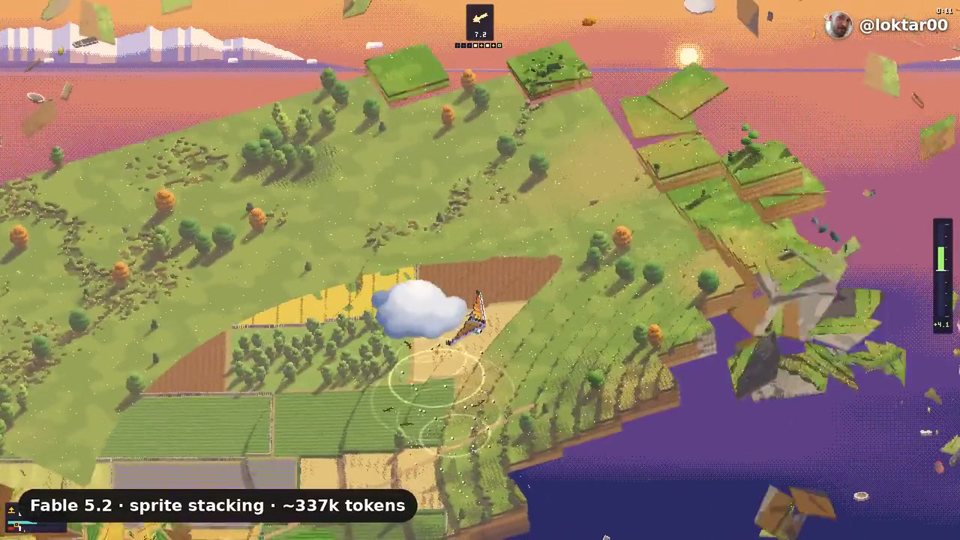 0:11
@loktar00
7.2
+4.1
Fable 5.2 · sprite stacking · ~337k tokens